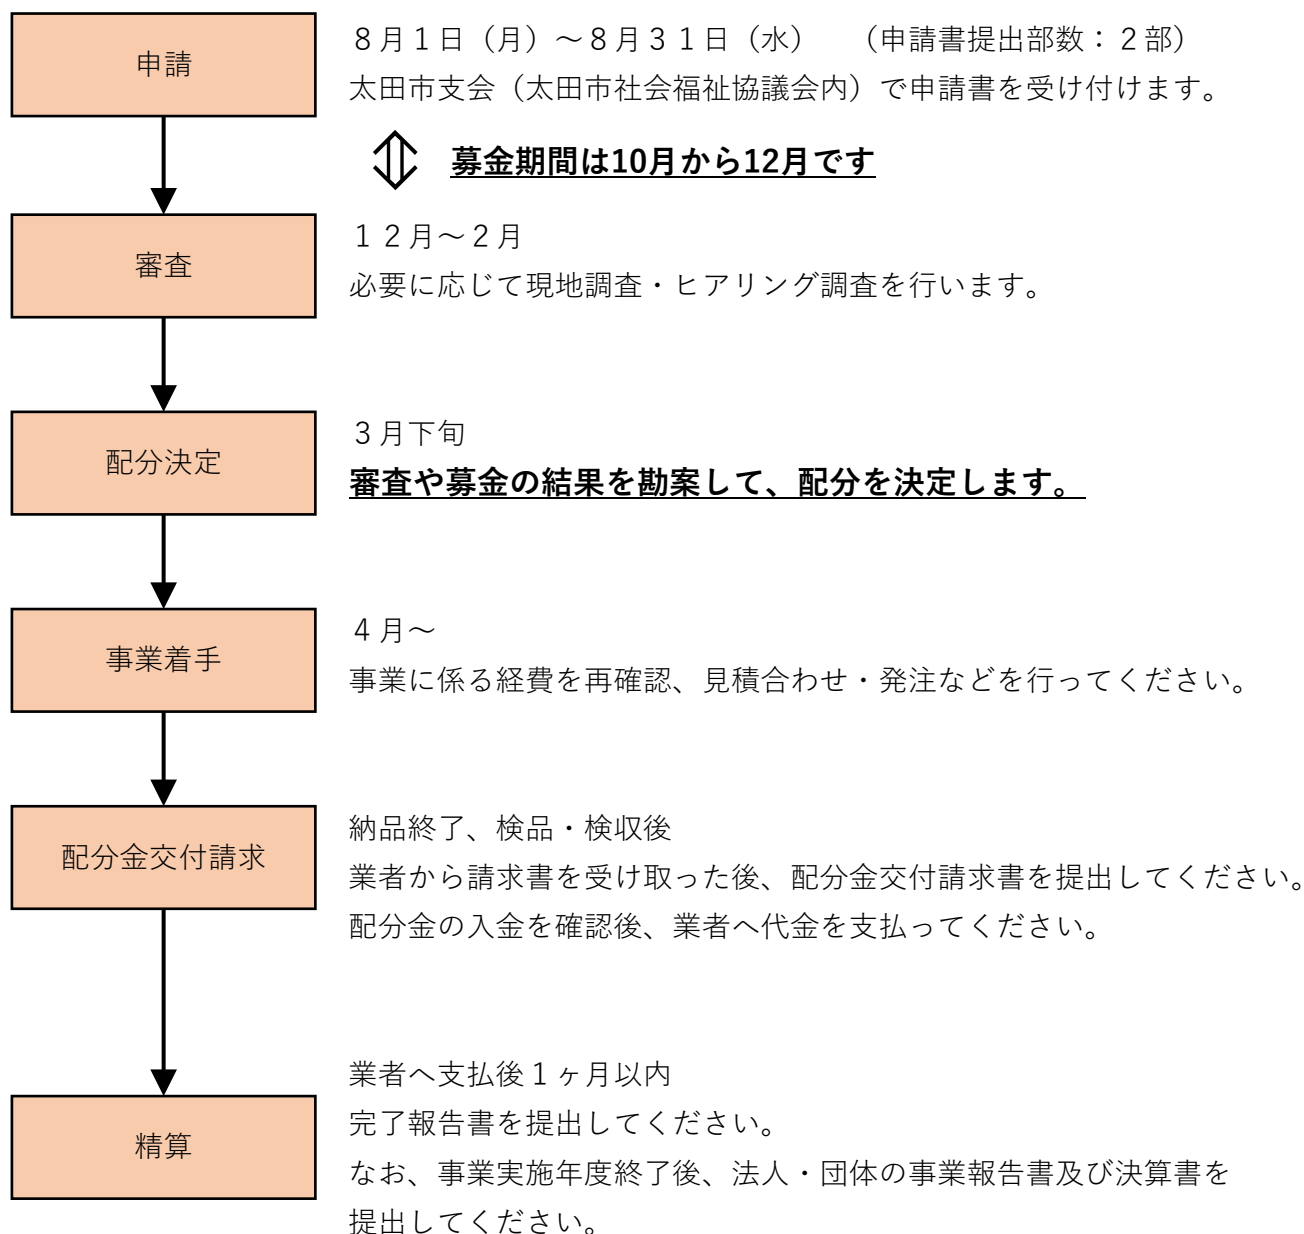 申請
８月１日（月）～８月３１日（水）　（申請書提出部数：２部）
太田市支会（太田市社会福祉協議会内）で申請書を受け付けます。
募金期間は10月から12月です
審査
１２月～２月
必要に応じて現地調査・ヒアリング調査を行います。
配分決定
３月下旬
審査や募金の結果を勘案して、配分を決定します。
事業着手
４月～
事業に係る経費を再確認、見積合わせ・発注などを行ってください。
配分金交付請求
納品終了、検品・検収後
業者から請求書を受け取った後、配分金交付請求書を提出してください。
配分金の入金を確認後、業者へ代金を支払ってください。
精算
業者へ支払後１ヶ月以内
完了報告書を提出してください。
なお、事業実施年度終了後、法人・団体の事業報告書及び決算書を
提出してください。